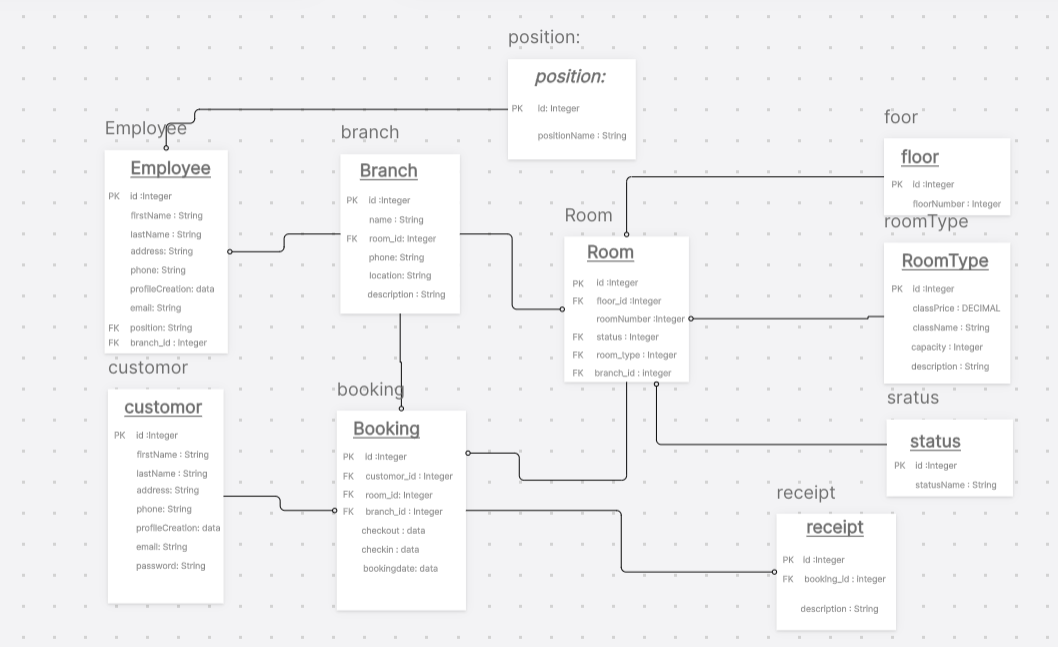 position:
position:
PK id: Integer
positionName : String
Employee
Employee
PK id :Integer
firstName : String
lastName : String
address: String
phone: String
profileCreation: data
email: String
FK position: String
FK branch_id : Integer
branch
Branch
PK id :Integer
name : String
FK room_id: Integer
phone: String
location: String
description : String
foor
floor
PK id :Integer
floorNumber : Integer
Room
Room
PK id :Integer
FK floor_id :Integer
roomNumber :Integer
FK status : Integer
FK room_type : Integer
FK branch_id : Integer
roomType
RoomType
PK id :Integer
classPrice : DECIMAL
className : String
capacity : Integer
description : String
customor
customor
PK id :Integer
firstName : String
lastName : String
address: String
phone: String
profileCreation: data
email: String
password: String
booking
Booking
PK id :Integer
FK customor_id : Integer
FK room_id: Integer
FK branch_id : Integer
checkout : data
checkin : data
bookingdate: data
sratus
status
PK id :Integer
statusName : String
receipt
receipt
PK id :Integer
FK booking_id : Integer
description : String